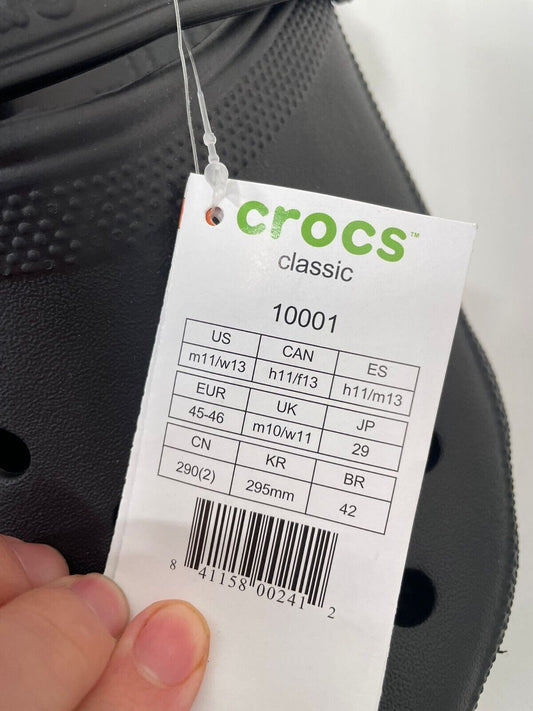 crocs™
classic
10001
US CAN ES
m11/w13 h11/f13 h11/m13
EUR UK JP
45-46 m10/w11 29
CN KR BR
290(2) 295mm 42
8 41158 00241 2